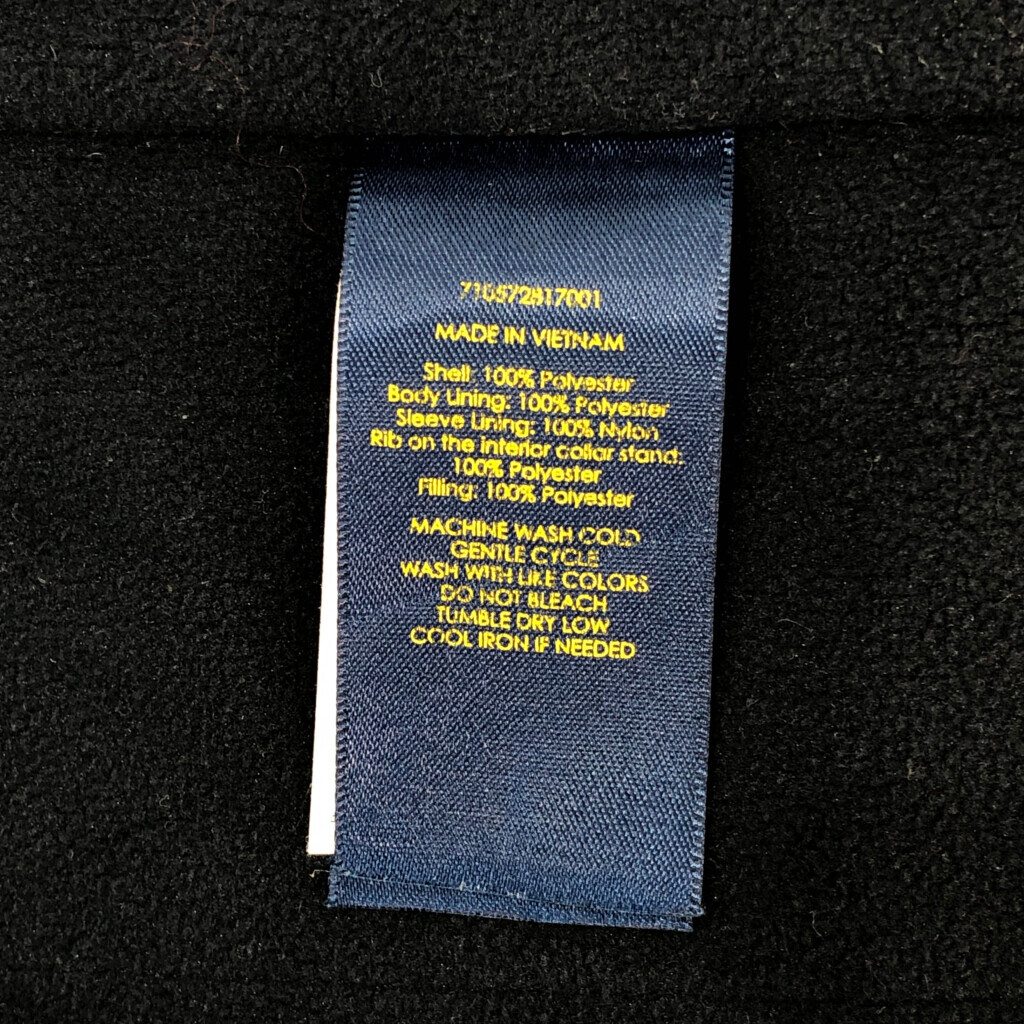 710572817001
MADE IN VIETNAM
Shell: 100% Polyester
Body Lining: 100% Polyester
Sleeve Lining: 100% Nylon
Rib on the interior collar stand:
100% Polyester
Filling: 100% Polyester
MACHINE WASH COLD
GENTLE CYCLE
WASH WITH LIKE COLORS
DO NOT BLEACH
TUMBLE DRY LOW
COOL IRON IF NEEDED